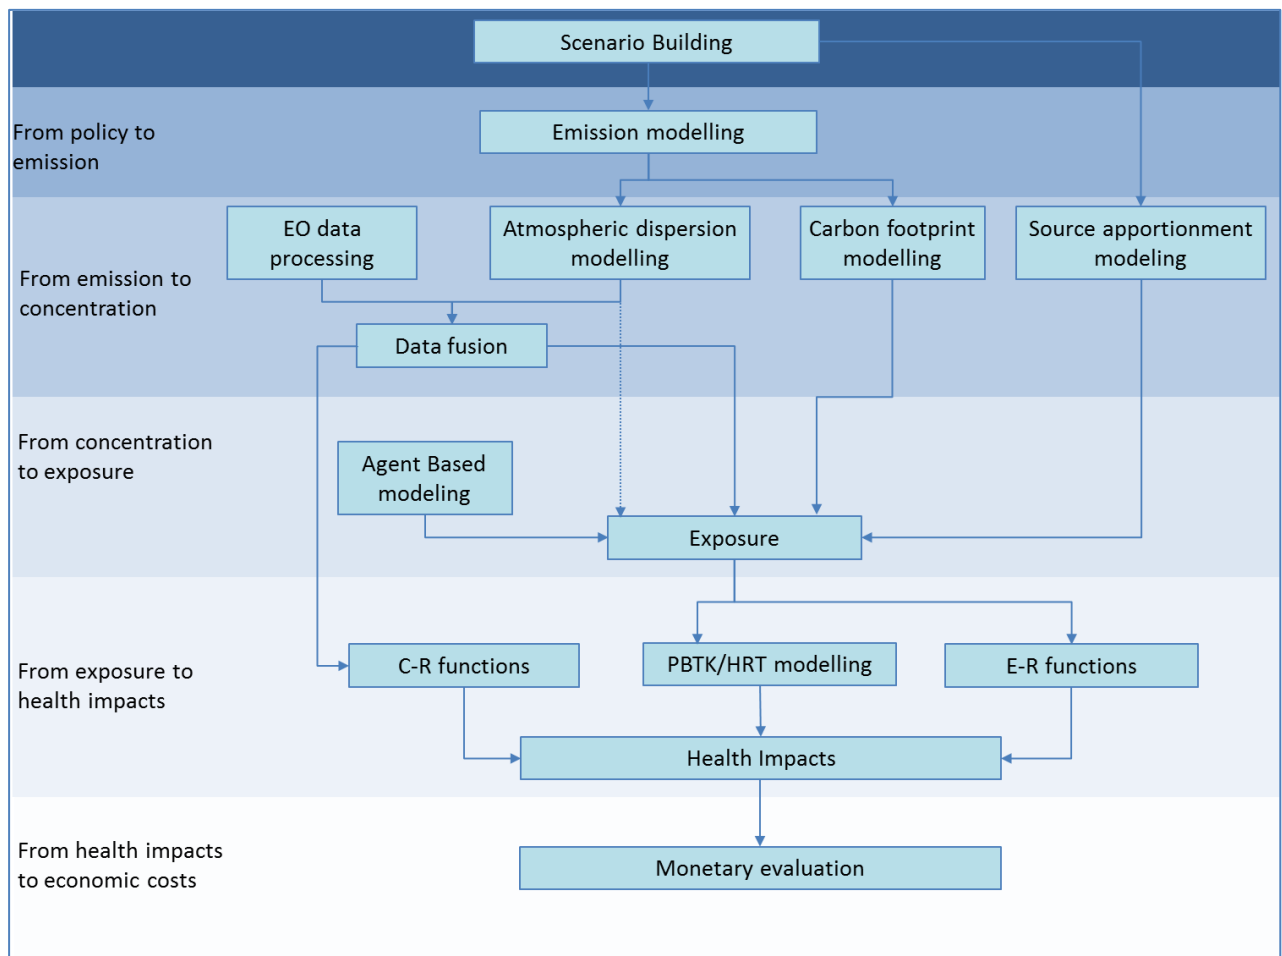 Scenario Building
From policy to
emission
Emission modelling
EO data
processing
Atmospheric dispersion
modelling
Carbon footprint
modelling
Source apportionment
modeling
From emission to
concentration
Data fusion
From concentration
to exposure
Agent Based
modeling
Exposure
From exposure to
health impacts
C-R functions
PBTK/HRT modelling
E-R functions
Health Impacts
From health impacts
to economic costs
Monetary evaluation